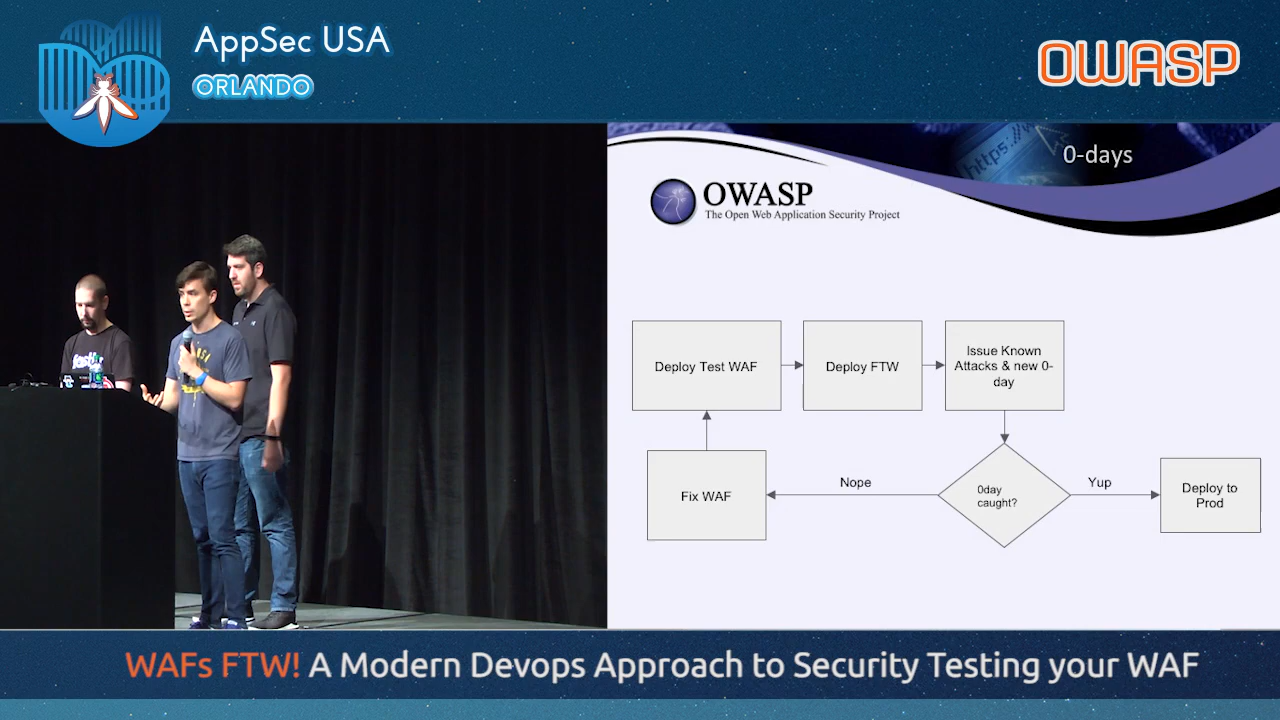 AppSec USA
ORLANDO
OWASP
https://
0-days
OWASP
The Open Web Application Security Project
Deploy Test WAF
Deploy FTW
Issue Known
Attacks & new 0-
day
Fix WAF
Nope
0day
caught?
Yup
Deploy to
Prod
WAFs FTW! A Modern Devops Approach to Security Testing your WAF